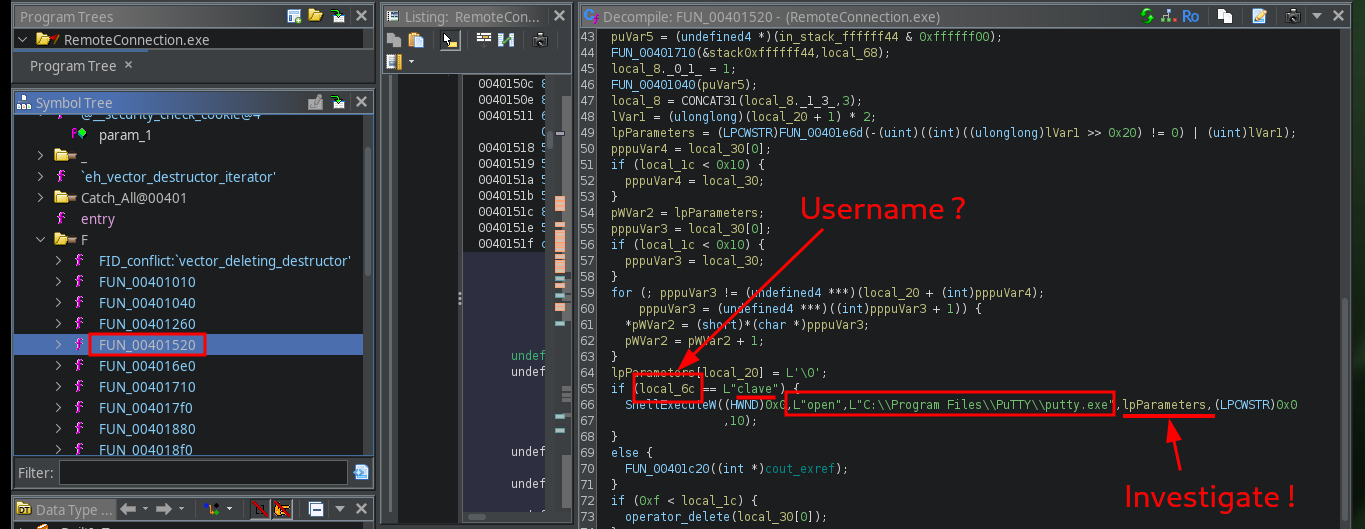 Program Trees
RemoteConnection.exe
Program Tree ×
Symbol Tree
@__security_check_cookie@4
param_1
_
`eh_vector_destructor_iterator'
Catch_All@00401
entry
F
FID_conflict:`vector_deleting_destructor'
FUN_00401010
FUN_00401040
FUN_00401260
FUN_00401520
FUN_004016e0
FUN_00401710
FUN_004017f0
FUN_00401880
FUN_004018f0
Filter:
Data Type ...
Listing: RemoteCon...
0040150c 8
0040150e 8
00401511 6
0
00401518 5
00401519 5
0040151a 5
0040151b 5
0040151c 8
0040151e 5
0040151f c
undef
undef
undef
undef
Decompile: FUN_00401520 - (RemoteConnection.exe)
Ro
43 puVar5 = (undefined4 *)(in_stack_ffffff44 & 0xffffff00);
44 FUN_00401710(&stack0xffffff44,local_68);
45 local_8._0_1_ = 1;
46 FUN_00401040(puVar5);
47 local_8 = CONCAT31(local_8._1_3_,3);
48 lVar1 = (ulonglong)(local_20 + 1) * 2;
49 lpParameters = (LPCWSTR)FUN_00401e6d(-(uint)((int)((ulonglong)lVar1 >> 0x20) != 0) | (uint)lVar1);
50 pppuVar4 = local_30[0];
51 if (local_1c < 0x10) {
52 pppuVar4 = local_30;
53 }
54 pWVar2 = lpParameters;
55 pppuVar3 = local_30[0];
56 if (local_1c < 0x10) {
57 pppuVar3 = local_30;
58 }
59 for (; pppuVar3 != (undefined4 ***)(local_20 + (int)pppuVar4);
60 pppuVar3 = (undefined4 ***)((int)pppuVar3 + 1)) {
61 *pWVar2 = (short)*(char *)pppuVar3;
62 pWVar2 = pWVar2 + 1;
63 }
64 lpParameters[local_20] = L'\0';
65 if (local_6c == L"clave") {
66 ShellExecuteW((HWND)0x0,L"open",L"C:\\Program Files\\PuTTY\\putty.exe",lpParameters,(LPCWSTR)0x0
67 ,10);
68 }
69 else {
70 FUN_00401c20((int *)cout_exref);
71 }
72 if (0xf < local_1c) {
73 operator_delete(local_30[0]);
Username ?
Investigate !